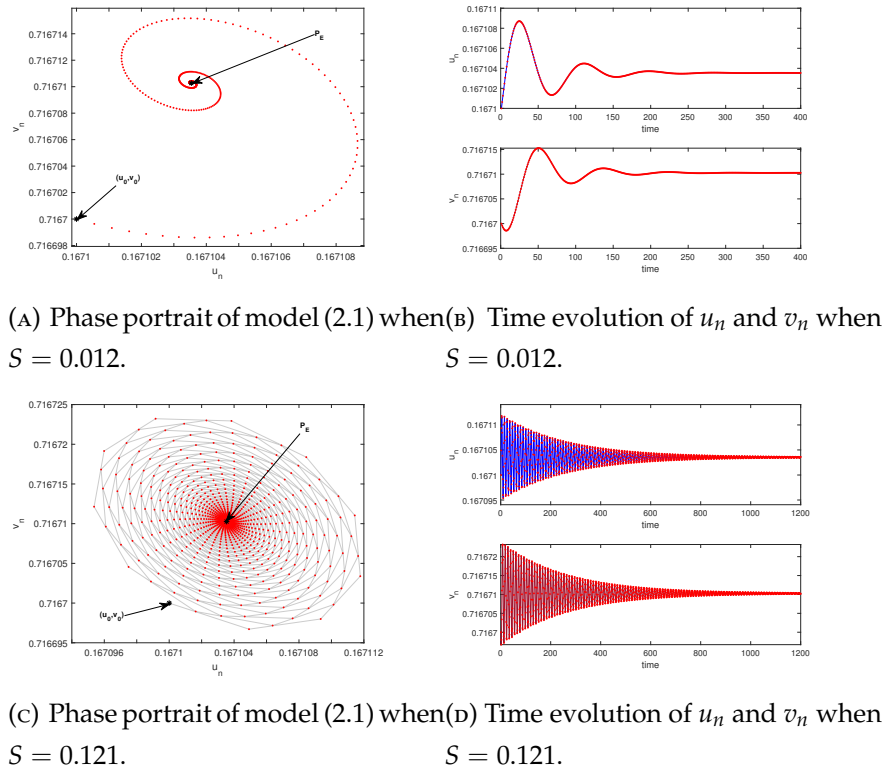 0.716714
0.716712
0.71671
0.716708
0.716706
0.716704
0.716702
0.7167
0.716698
v_n
P_E
(u_0,v_0)
0.1671 0.167102 0.167104 0.167106 0.167108
u_n
0.16711
0.167108
0.167106
0.167104
0.167102
0.1671
u_n
0 50 100 150 200 250 300 350 400
time
0.716715
0.71671
0.716705
0.7167
0.716695
v_n
0 50 100 150 200 250 300 350 400
time
(A) Phase portrait of model (2.1) when
S = 0.012.
(B) Time evolution of u_n and v_n when
S = 0.012.
0.716725
0.71672
0.716715
0.71671
0.716705
0.7167
0.716695
v_n
P_E
(u_0,v_0)
0.167096 0.1671 0.167104 0.167108 0.167112
u_n
0.16711
0.167105
0.1671
0.167095
u_n
0 200 400 600 800 1000 1200
time
0.71672
0.716715
0.71671
0.716705
0.7167
v_n
0 200 400 600 800 1000 1200
time
(C) Phase portrait of model (2.1) when
S = 0.121.
(D) Time evolution of u_n and v_n when
S = 0.121.